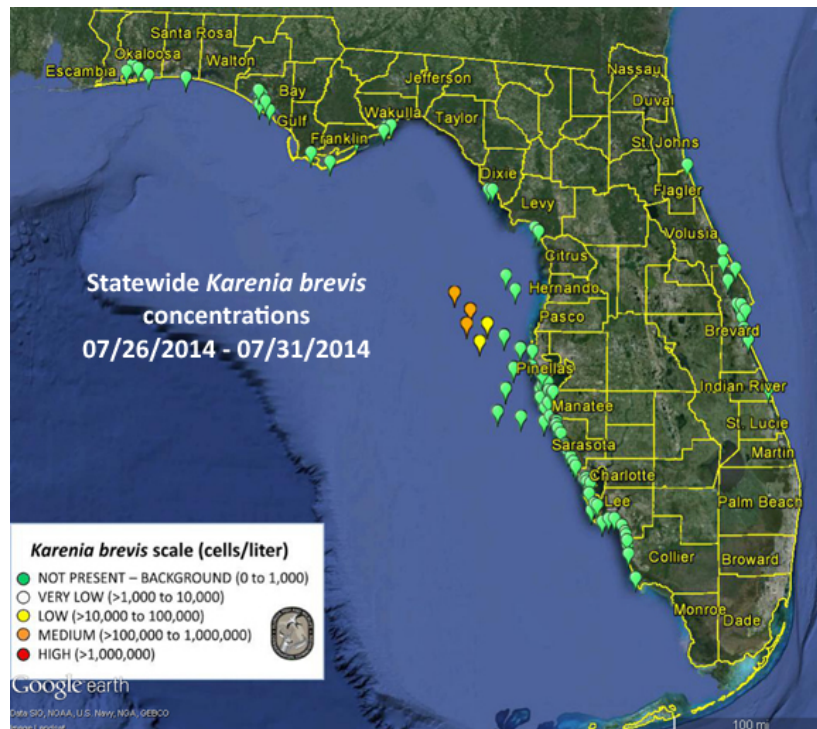 Santa Rosa
Okaloosa
Escambia
Walton
Bay
Gulf
Franklin
Wakulla
Jefferson
Taylor
Dixie
Levy
Nassau
Duval
St. Johns
Flagler
Volusia
Citrus
Hernando
Pasco
Pinellas
Manatee
Sarasota
Charlotte
Lee
Collier
Monroe
Dade
Broward
Palm Beach
Martin
St. Lucie
Indian River
Brevard
Statewide Karenia brevis
concentrations
07/26/2014 - 07/31/2014
Karenia brevis scale (cells/liter)
NOT PRESENT – BACKGROUND (0 to 1,000)
VERY LOW (>1,000 to 10,000)
LOW (>10,000 to 100,000)
MEDIUM (>100,000 to 1,000,000)
HIGH (>1,000,000)
Google earth
Data SIO, NOAA, U.S. Navy, NGA, GEBCO
Image Landsat
100 mi